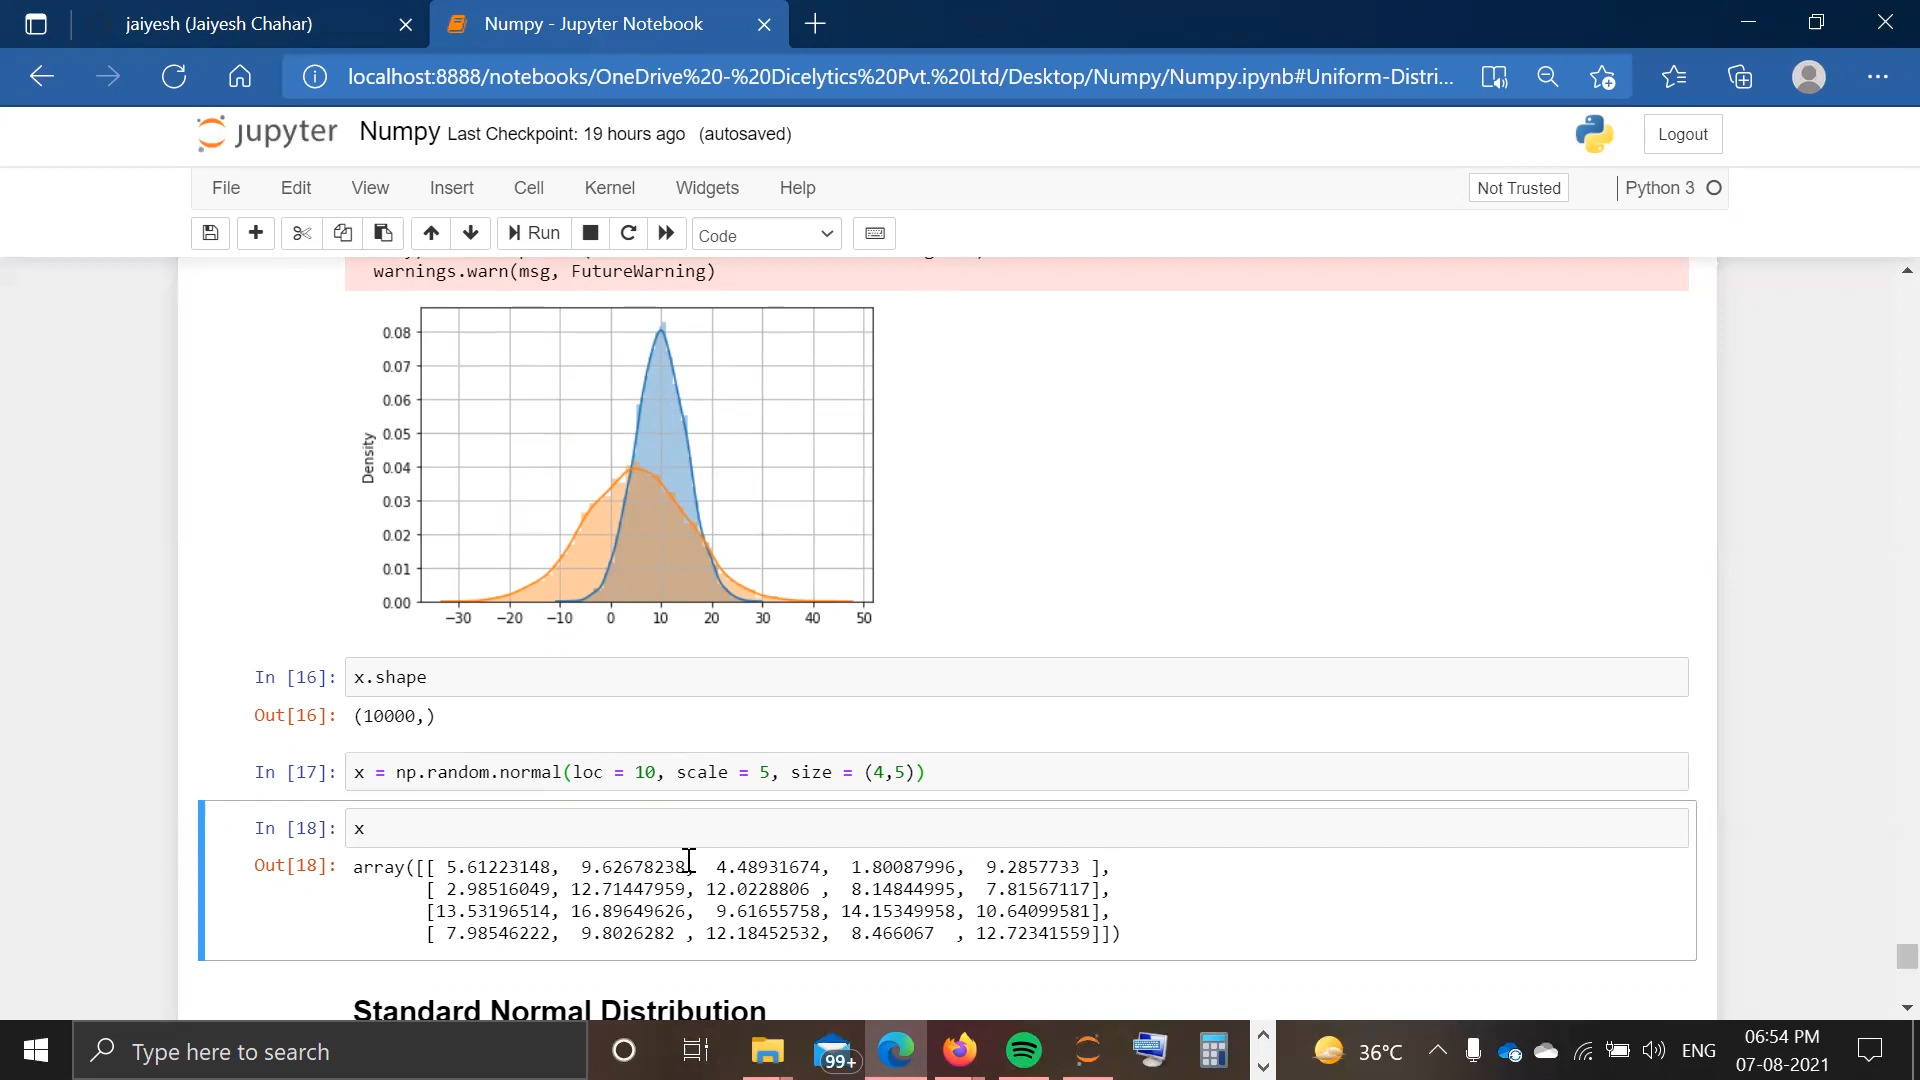 jaiyesh (Jaiyesh Chahar)
Numpy - Jupyter Notebook
localhost:8888/notebooks/OneDrive%20-%20Dicelytics%20Pvt.%20Ltd/Desktop/Numpy/Numpy.ipynb#Uniform-Distri...
jupyter Numpy Last Checkpoint: 19 hours ago (autosaved)
Logout
File Edit View Insert Cell Kernel Widgets Help
Not Trusted
Python 3
Run
Code
warnings.warn(msg, FutureWarning)
0.08
0.07
0.06
0.05
0.04
0.03
0.02
0.01
0.00
Density
−30 −20 −10 0 10 20 30 40 50
In [16]: x.shape
Out[16]: (10000,)
In [17]: x = np.random.normal(loc = 10, scale = 5, size = (4,5))
In [18]: x
Out[18]: array([[ 5.61223148, 9.62678238, 4.48931674, 1.80087996, 9.2857733 ],
[ 2.98516049, 12.71447959, 12.0228806 , 8.14844995, 7.81567117],
[13.53196514, 16.89649626, 9.61655758, 14.15349958, 10.64099581],
[ 7.98546222, 9.8026282 , 12.18452532, 8.466067 , 12.72341559]])
Standard Normal Distribution
Type here to search
99+
36°C
ENG
06:54 PM
07-08-2021